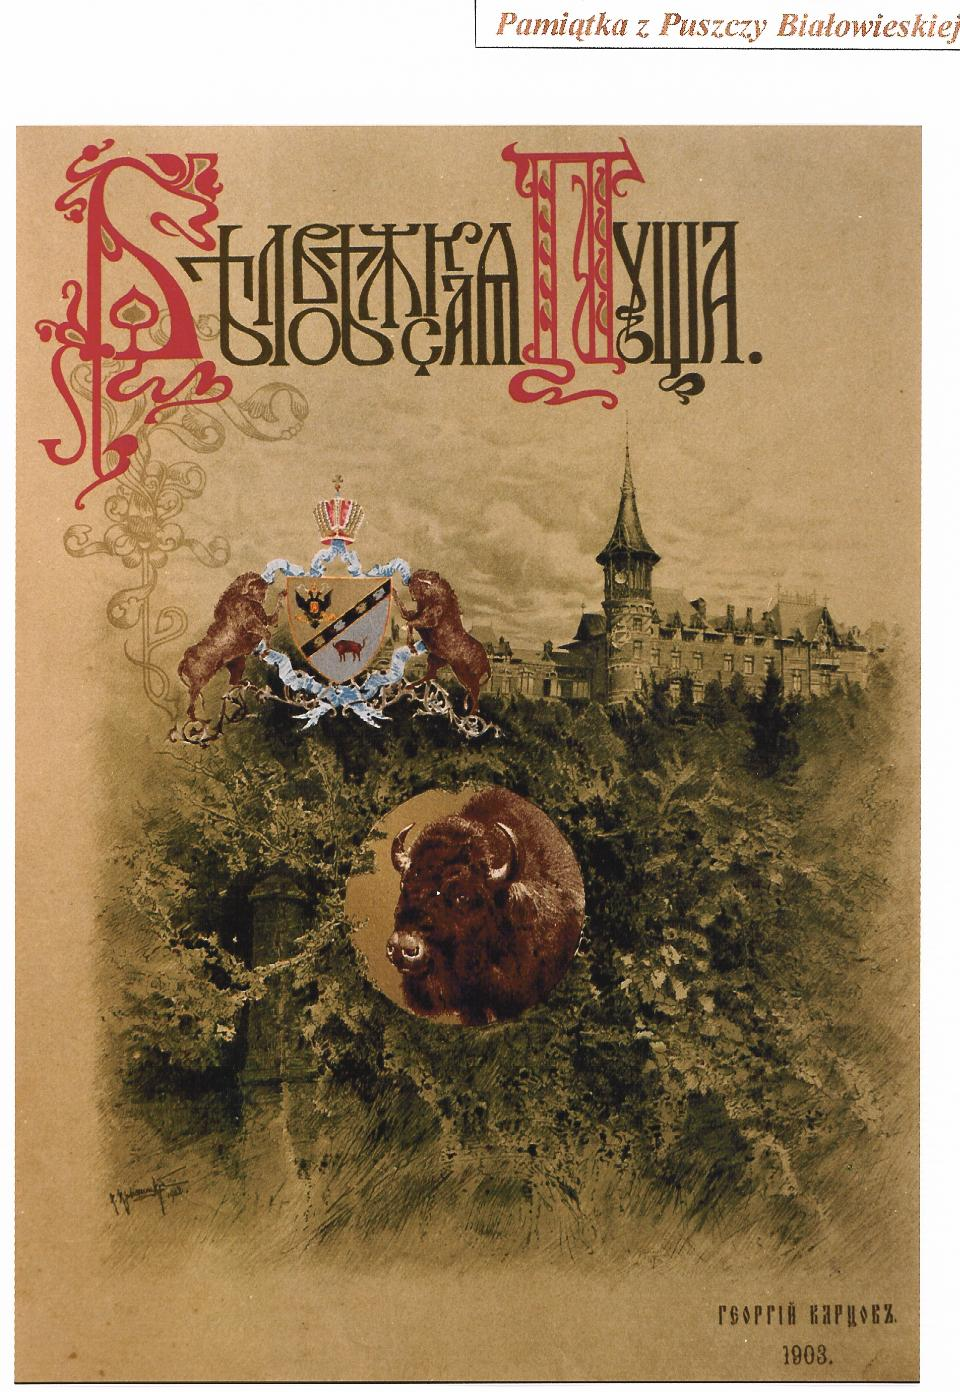 Pamiątka z Puszczy Białowieskiej
БѢЛОВѢЖСКАЯ ПУЩА.
ГЕОРГІЙ КАРЦОВЪ.
1903.